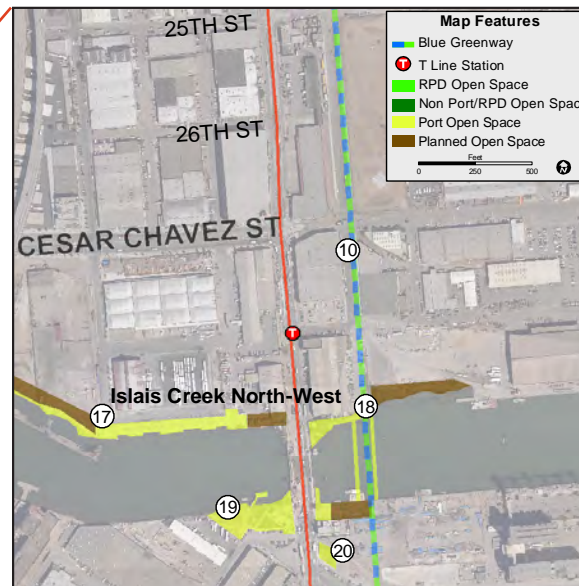 25TH ST
26TH ST
CESAR CHAVEZ ST
Map Features
Blue Greenway
T
T Line Station
RPD Open Space
Non Port/RPD Open Spac
Port Open Space
Planned Open Space
Feet
0 250 500
N
10
T
Islais Creek North-West
17
18
19
20